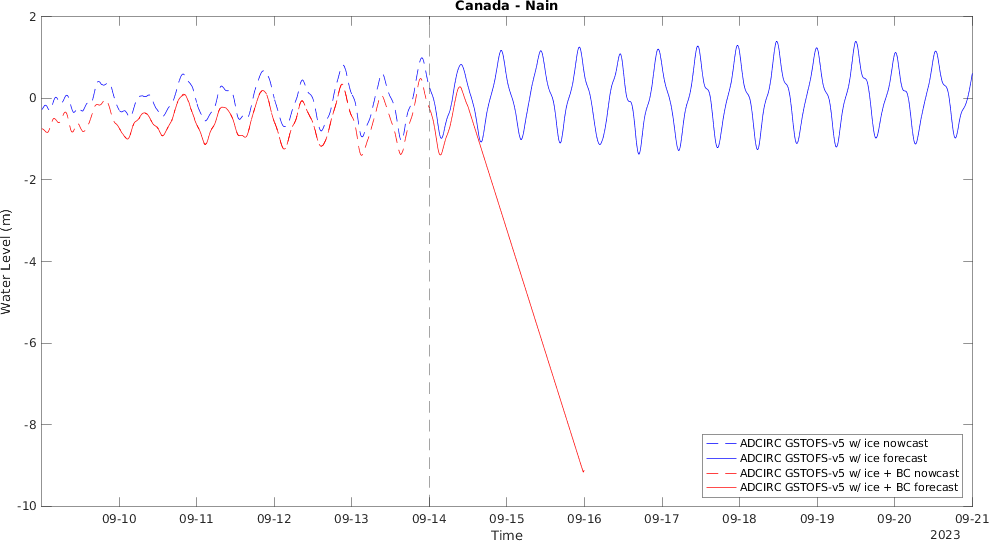 Canada - Nain
Water Level (m)
2
0
-2
-4
-6
-8
-10
ADCIRC GSTOFS-v5 w/ ice nowcast
ADCIRC GSTOFS-v5 w/ ice forecast
ADCIRC GSTOFS-v5 w/ ice + BC nowcast
ADCIRC GSTOFS-v5 w/ ice + BC forecast
09-10 09-11 09-12 09-13 09-14 09-15 09-16 09-17 09-18 09-19 09-20 09-21
Time
2023